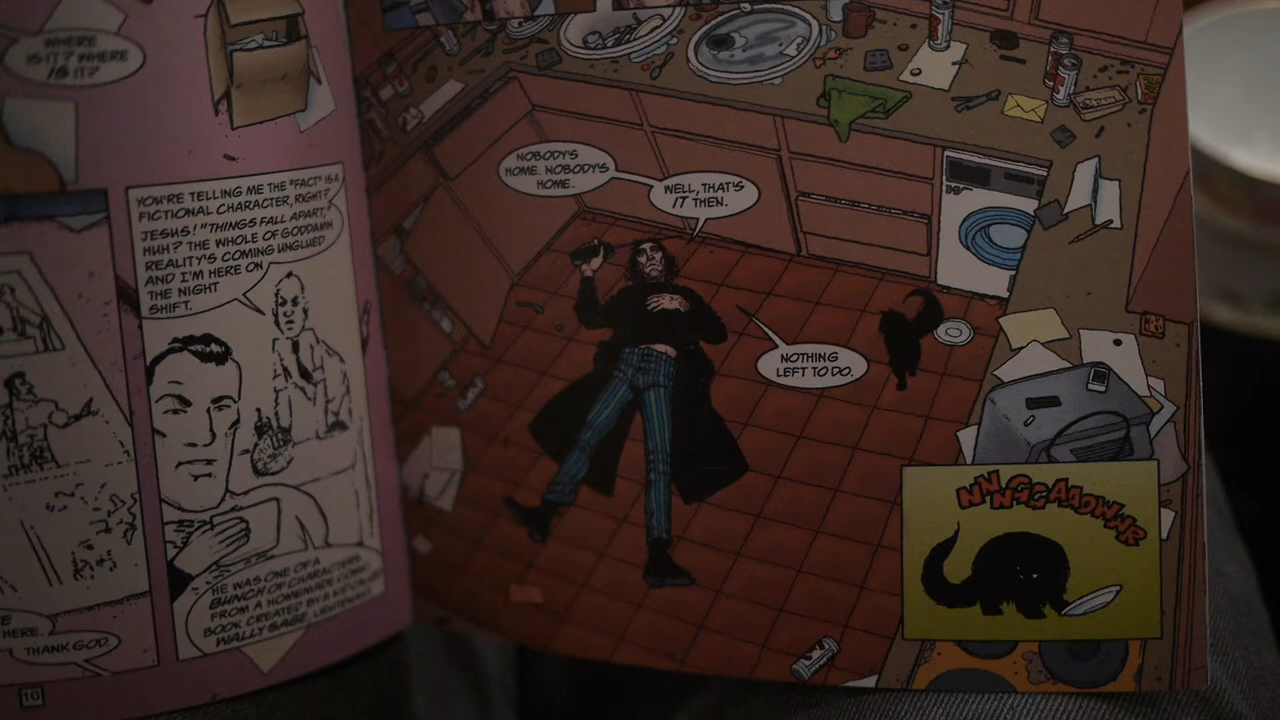 WHERE
IS IT? WHERE
IS IT?
YOU'RE TELLING ME THE "FACT" IS A
FICTIONAL CHARACTER, RIGHT?
JESUS! "THINGS FALL APART,"
HUH? THE WHOLE OF GODDAMN
REALITY'S COMING UNGLUED
AND I'M HERE ON
THE NIGHT
SHIFT.
HE WAS ONE OF A
BUNCH OF CHARACTERS
FROM A HOMEMADE COMIC
BOOK CREATED BY A KID CALLED
WALLY SAGE, LIEUTENANT.
HERE.
THANK GOD.
10
NOBODY'S
HOME. NOBODY'S
HOME.
WELL, THAT'S
IT THEN.
NOTHING
LEFT TO DO.
NNNGGGAAOWWR